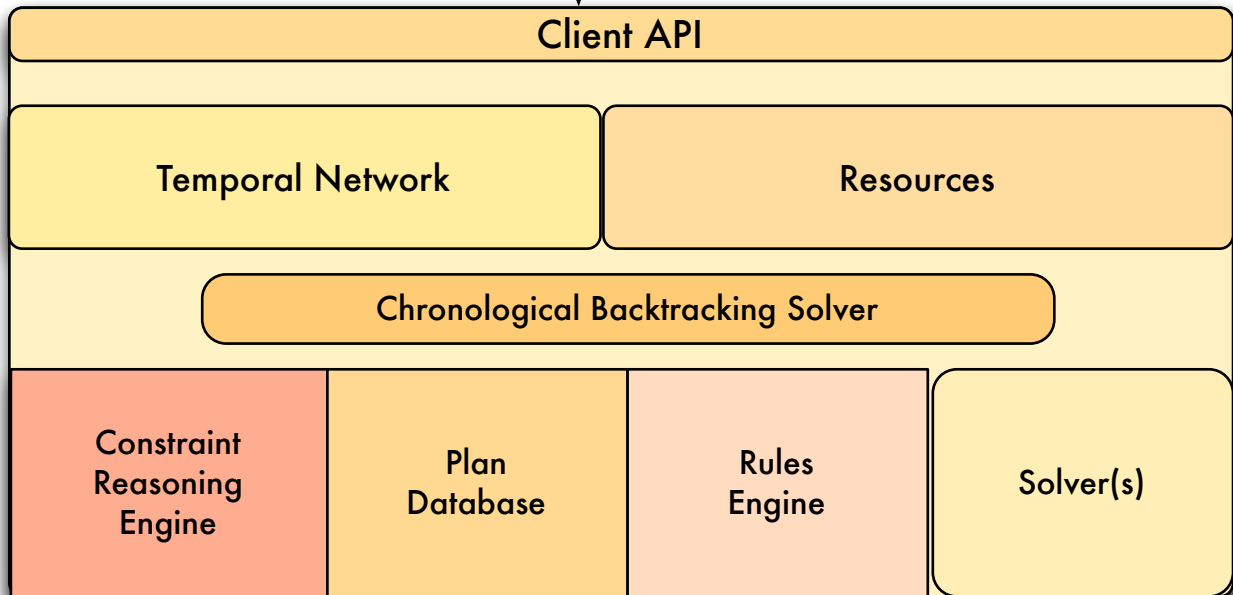 Client API
Temporal Network
Resources
Chronological Backtracking Solver
Constraint
Reasoning
Engine
Plan
Database
Rules
Engine
Solver(s)